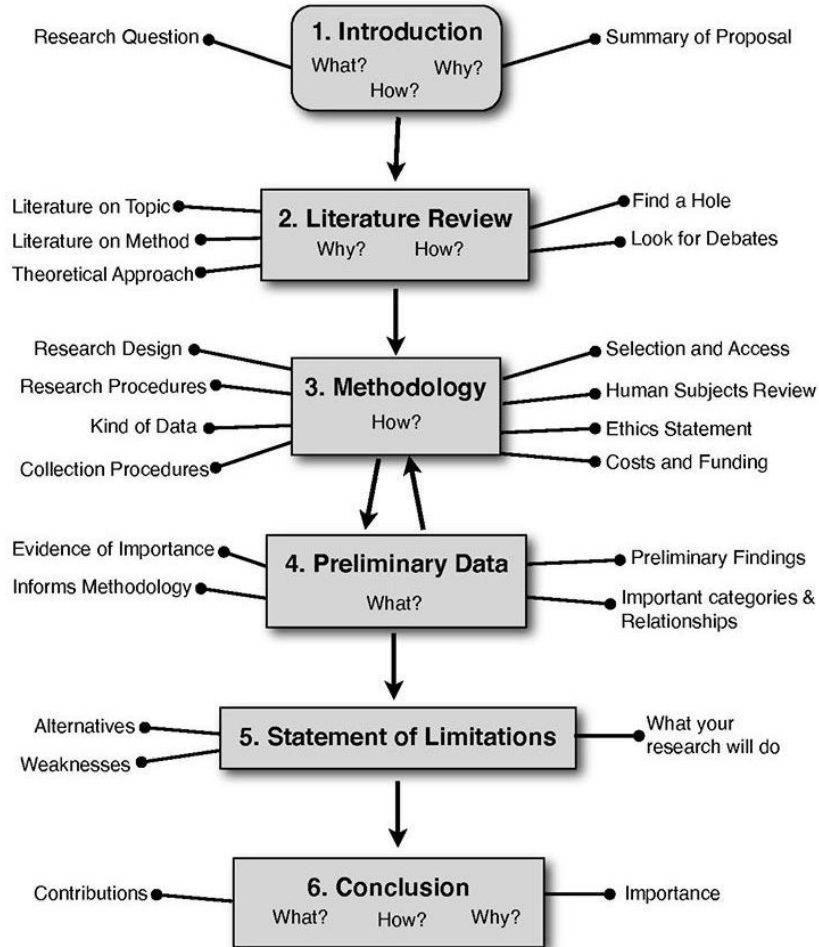 1. Introduction
What?
Why?
How?
Research Question
Summary of Proposal
2. Literature Review
Why?
How?
Literature on Topic
Literature on Method
Theoretical Approach
Find a Hole
Look for Debates
3. Methodology
How?
Research Design
Research Procedures
Kind of Data
Collection Procedures
Selection and Access
Human Subjects Review
Ethics Statement
Costs and Funding
4. Preliminary Data
What?
Evidence of Importance
Informs Methodology
Preliminary Findings
Important categories &
Relationships
5. Statement of Limitations
Alternatives
Weaknesses
What your
research will do
6. Conclusion
What?
How?
Why?
Contributions
Importance